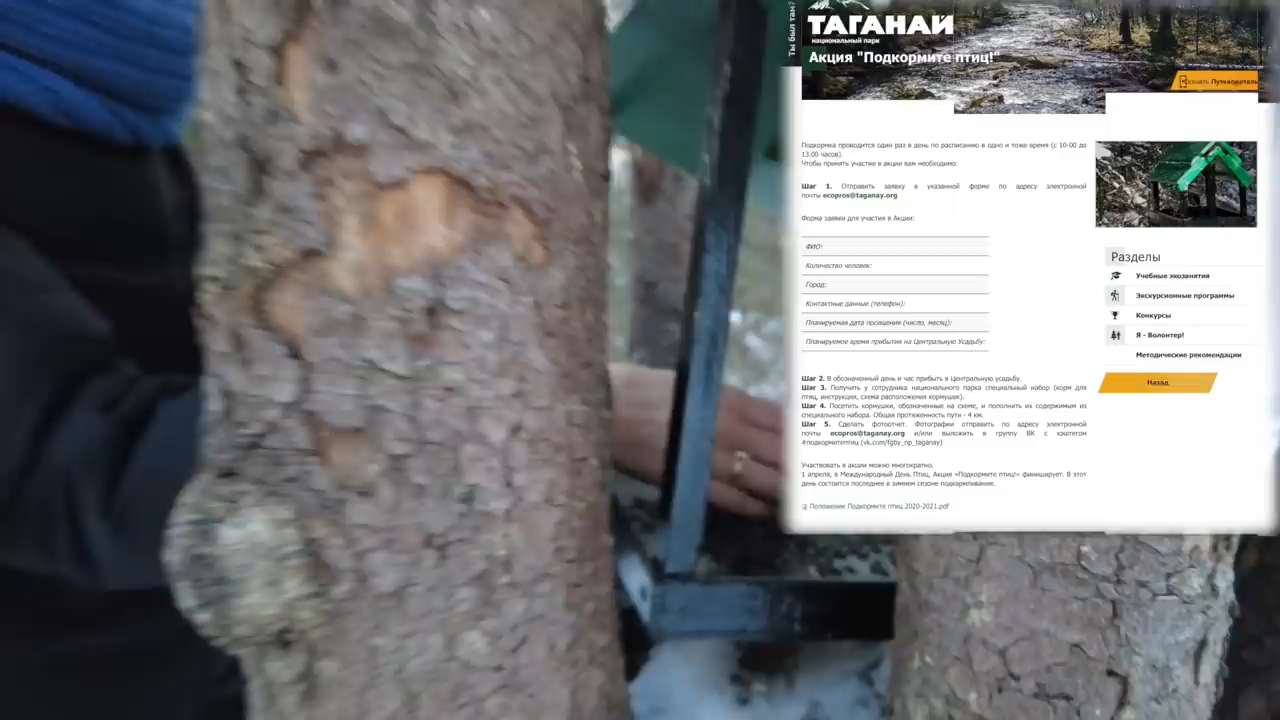 Ты был там?
ТАГАНАЙ
национальный парк
Акция "Подкормите птиц!"
Путеводитель
Подкормка проводится один раз в день по расписанию в одно и тоже время (с 10-00 до
13.00 часов).
Чтобы принять участие в акции вам необходимо:
Шаг 1. Отправить заявку в указанной форме по адресу электронной
почты ecopros@taganay.org
Форма заявки для участия в Акции:
ФИО:
Количество человек:
Город:
Контактные данные (телефон):
Планируемая дата посещения (число, месяц):
Планируемое время прибытия на Центральную Усадьбу:
Шаг 2. В обозначенный день и час прибыть в Центральную усадьбу.
Шаг 3. Получить у сотрудника национального парка специальный набор (корм для
птиц, инструкция, схема расположения кормушек).
Шаг 4. Посетить кормушки, обозначенные на схеме, и пополнить их содержимым из
специального набора. Общая протяженность пути - 4 км.
Шаг 5. Сделать фотоотчет. Фотографии отправить по адресу электронной
почты ecopros@taganay.org и/или выложить в группу ВК с хэштегом
#подкормитептиц (vk.com/fgby_np_taganay)
Участвовать в акции можно многократно.
1 апреля, в Международный День Птиц, Акция «Подкормите птиц!» финиширует. В этот
день состоится последнее в зимнем сезоне подкармливание.
Положение Подкормите птиц 2020-2021.pdf
Разделы
Учебные экозанятия
Экскурсионные программы
Конкурсы
Я - Волонтер!
Методические рекомендации
Назад